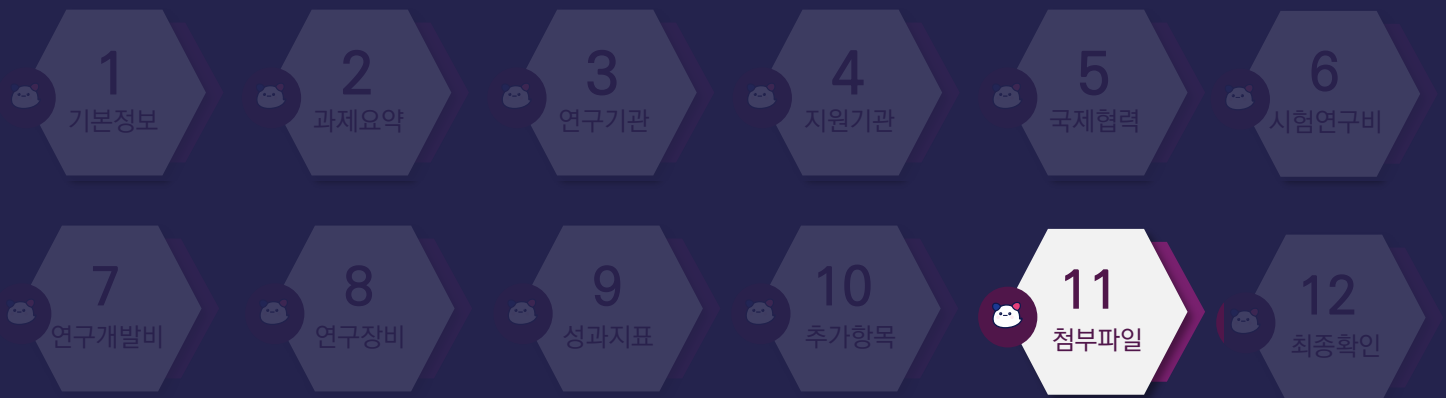 1
기본정보
2
과제요약
3
연구기관
4
지원기관
5
국제협력
6
시험연구비
7
연구개발비
8
연구장비
9
성과지표
10
추가항목
11
첨부파일
12
최종확인